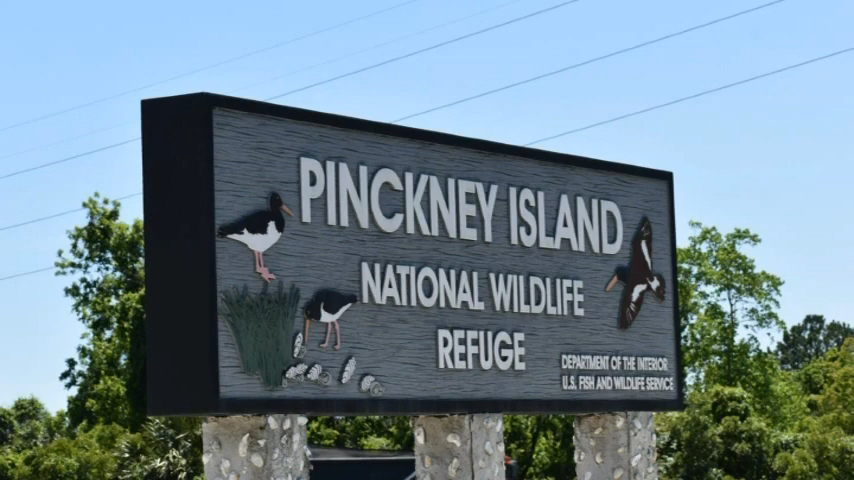 PINCKNEY ISLAND
NATIONAL WILDLIFE
REFUGE
DEPARTMENT OF THE INTERIOR
U.S. FISH AND WILDLIFE SERVICE